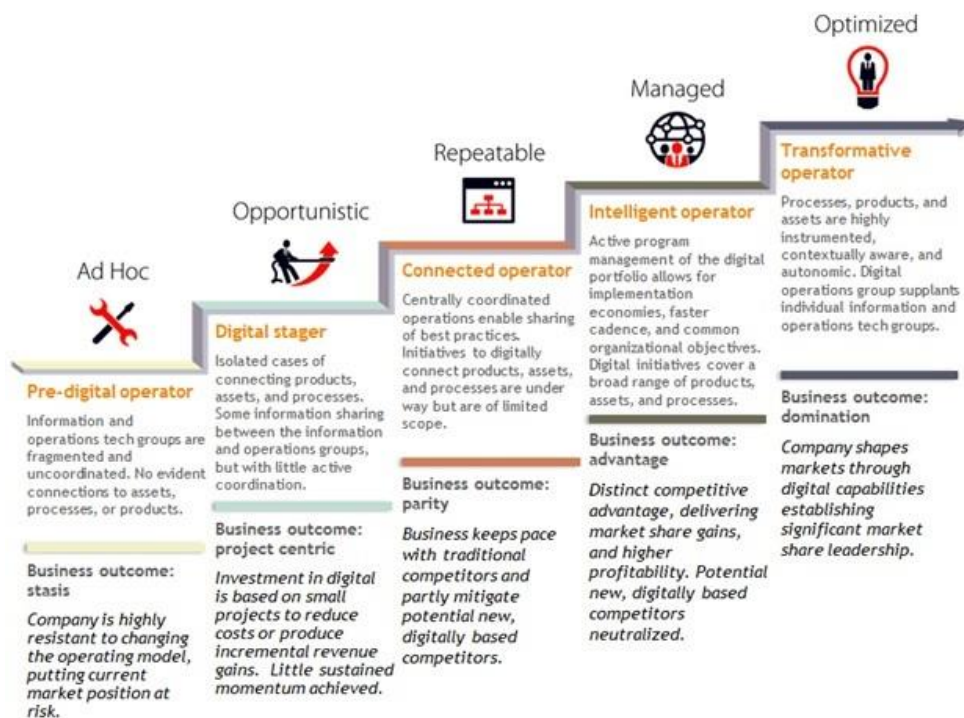 Ad Hoc
Pre-digital operator
Information and
operations tech groups are
fragmented and
uncoordinated. No evident
connections to assets,
processes, or products.
Business outcome:
stasis
Company is highly
resistant to changing
the operating model,
putting current
market position at
risk.
Opportunistic
Digital stager
Isolated cases of
connecting products,
assets, and processes.
Some information sharing
between the information
and operations groups,
but with little active
coordination.
Business outcome:
project centric
Investment in digital
is based on small
projects to reduce
costs or produce
incremental revenue
gains. Little sustained
momentum achieved.
Repeatable
Connected operator
Centrally coordinated
operations enable sharing
of best practices.
Initiatives to digitally
connect products, assets,
and processes are under
way but are of limited
scope.
Business outcome:
parity
Business keeps pace
with traditional
competitors and
partly mitigate
potential new,
digitally based
competitors.
Managed
Intelligent operator
Active program
management of the digital
portfolio allows for
implementation
economies, faster
cadence, and common
organizational objectives.
Digital initiatives cover a
broad range of products,
assets, and processes.
Business outcome:
advantage
Distinct competitive
advantage, delivering
market share gains,
and higher
profitability. Potential
new, digitally based
competitors
neutralized.
Optimized
Transformative
operator
Processes, products, and
assets are highly
instrumented,
contextually aware, and
autonomic. Digital
operations group supplants
individual information and
operations tech groups.
Business outcome:
domination
Company shapes
markets through
digital capabilities
establishing
significant market
share leadership.